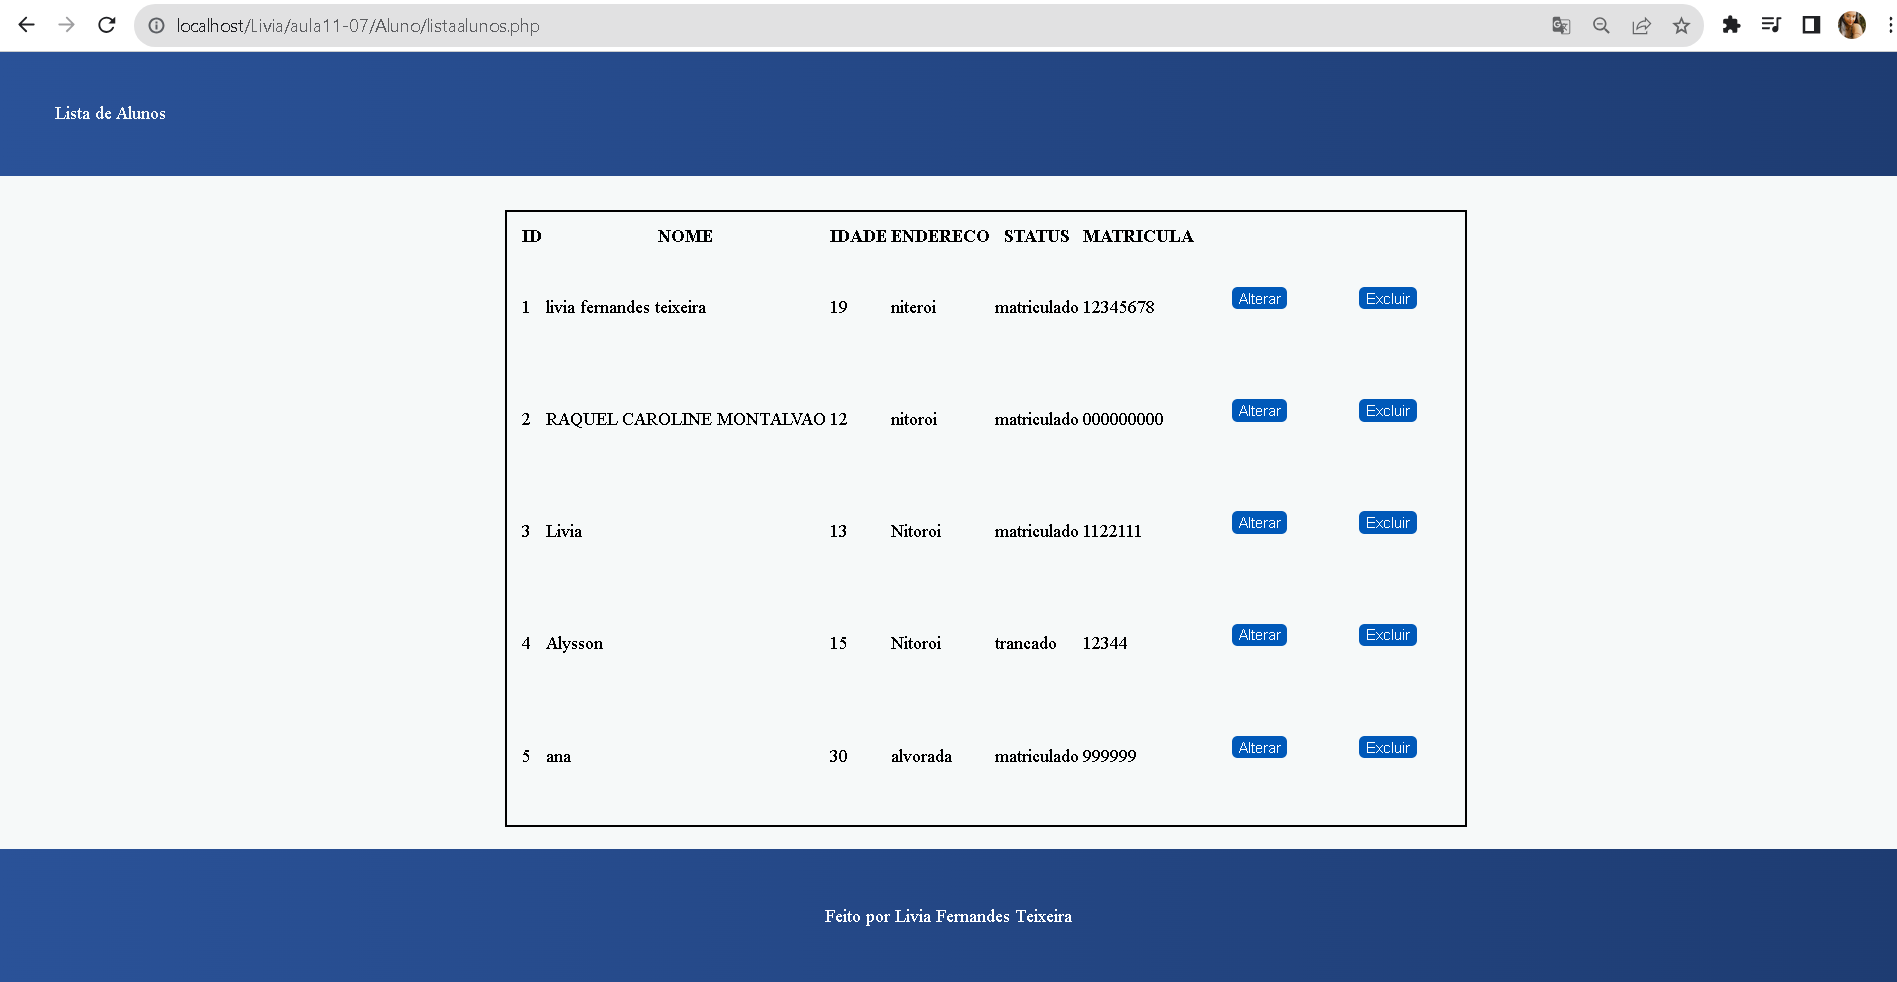 localhost/Livia/aula11-07/Aluno/listaalunos.php
Lista de Alunos
ID NOME IDADE ENDERECO STATUS MATRICULA
1 livia fernandes teixeira 19 niteroi matriculado 12345678 Alterar Excluir
2 RAQUEL CAROLINE MONTALVAO 12 nitoroi matriculado 000000000 Alterar Excluir
3 Livia 13 Nitoroi matriculado 1122111 Alterar Excluir
4 Alysson 15 Nitoroi trancado 12344 Alterar Excluir
5 ana 30 alvorada matriculado 999999 Alterar Excluir
Feito por Livia Fernandes Teixeira